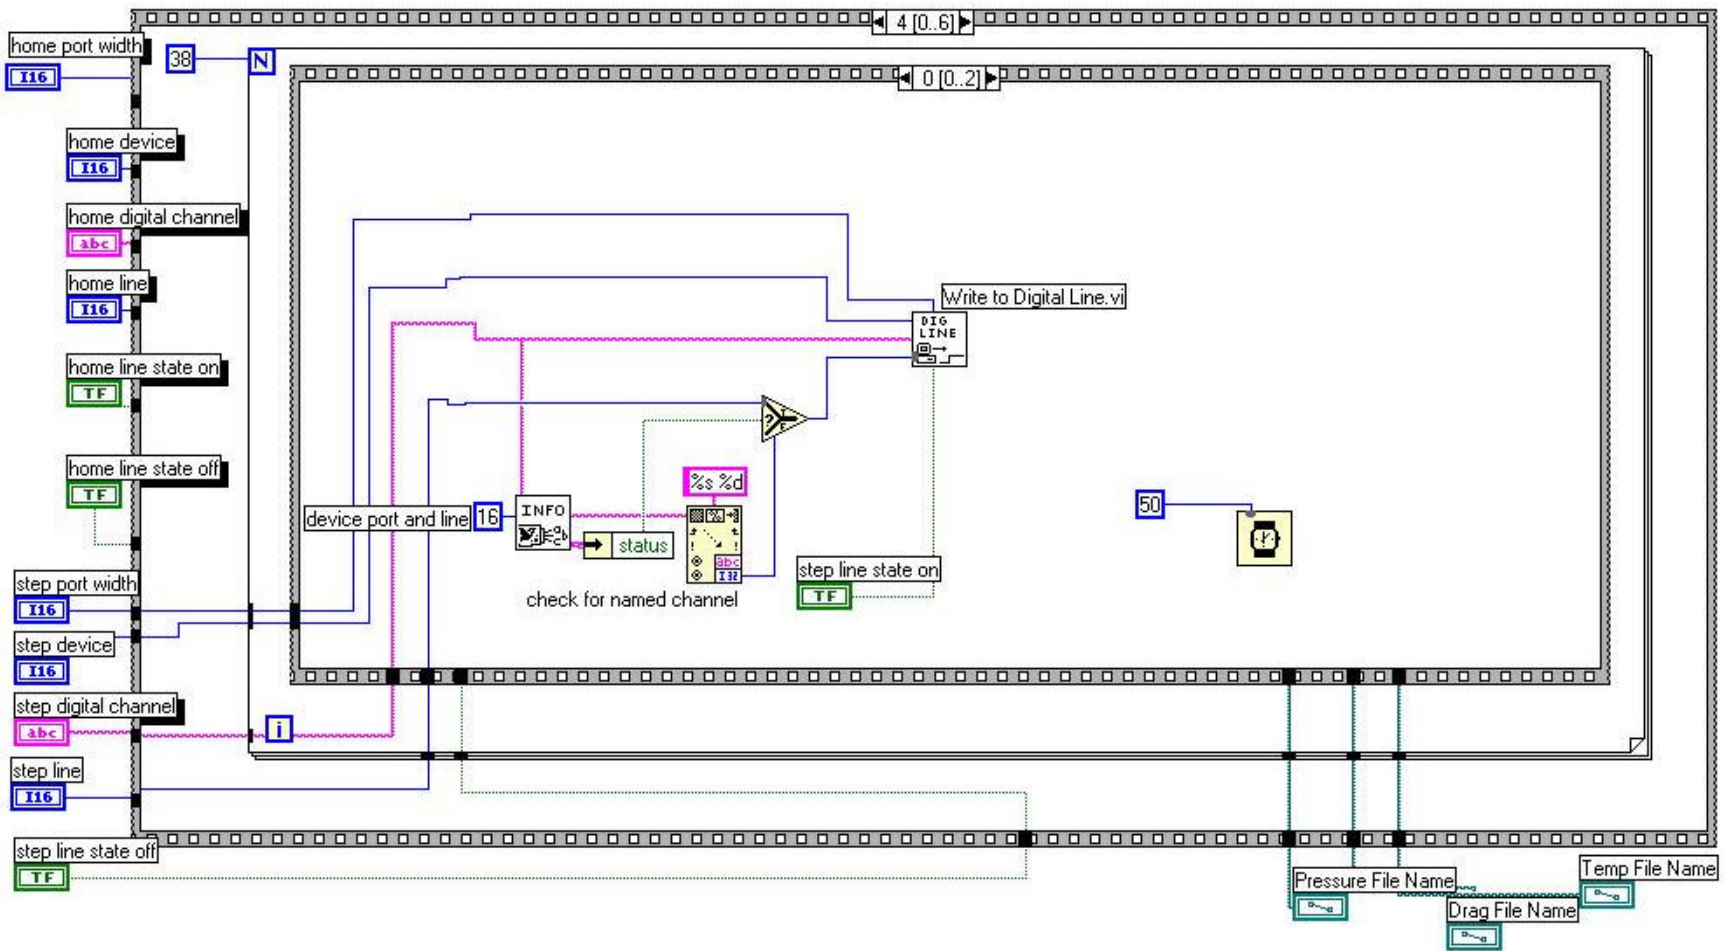 4 [0..6]
home port width
I16
38
N
0 [0..2]
home device
I16
home digital channel
abc
home line
I16
home line state on
TF
home line state off
TF
Write to Digital Line.vi
DIG
LINE
?
T
F
%s %d
device port and line
16
INFO
status
%
abc
I32
check for named channel
step line state on
TF
50
step port width
I16
step device
I16
step digital channel
abc
i
step line
I16
step line state off
TF
Pressure File Name
Drag File Name
Temp File Name